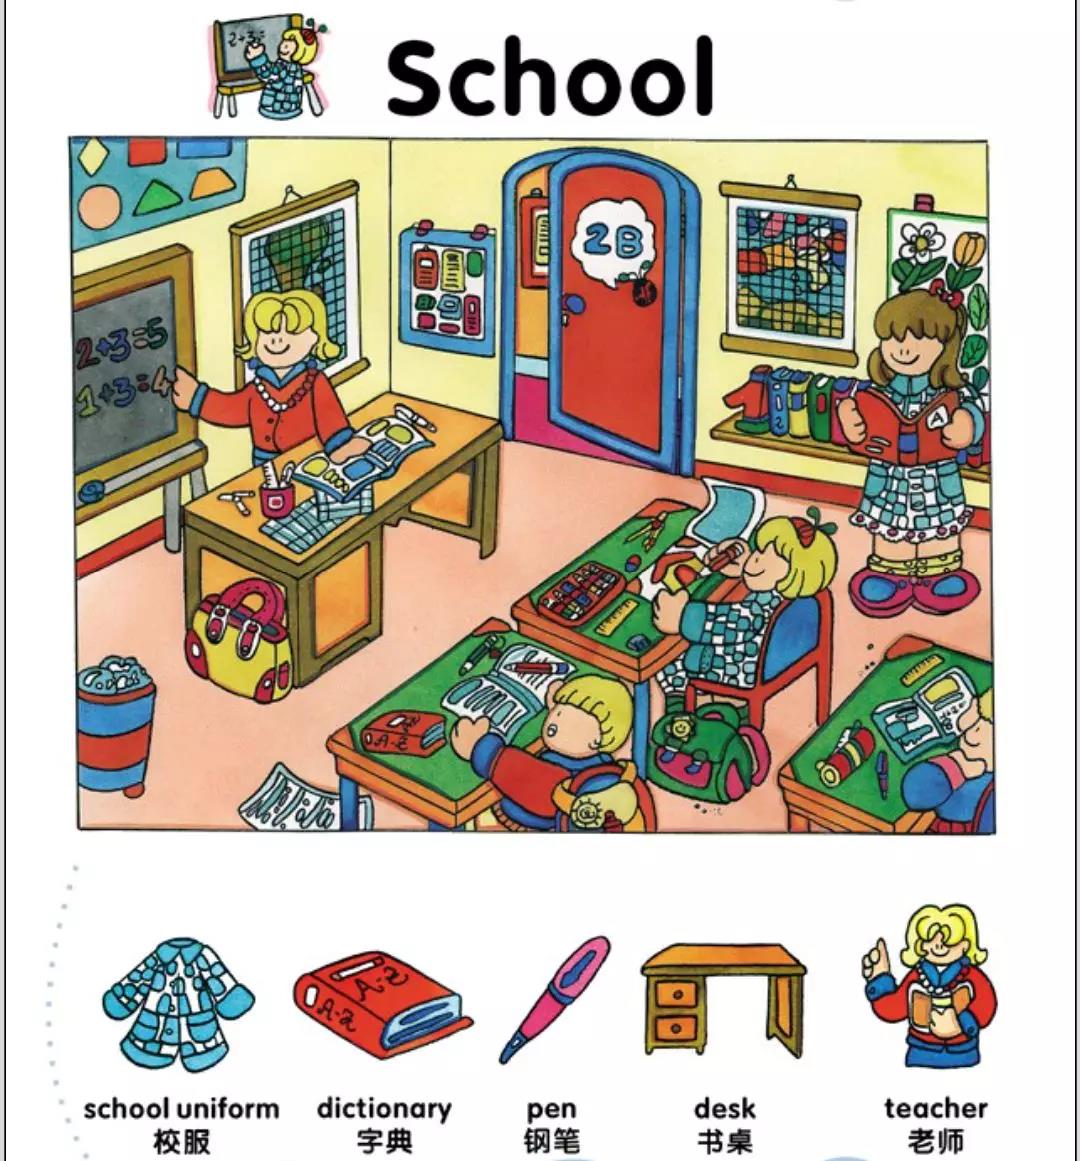 2+3=
School
2B
2+3=5
1+3=4
A
A-Z
school uniform
校服
A-Z
A-Z
dictionary
字典
pen
钢笔
desk
书桌
teacher
老师